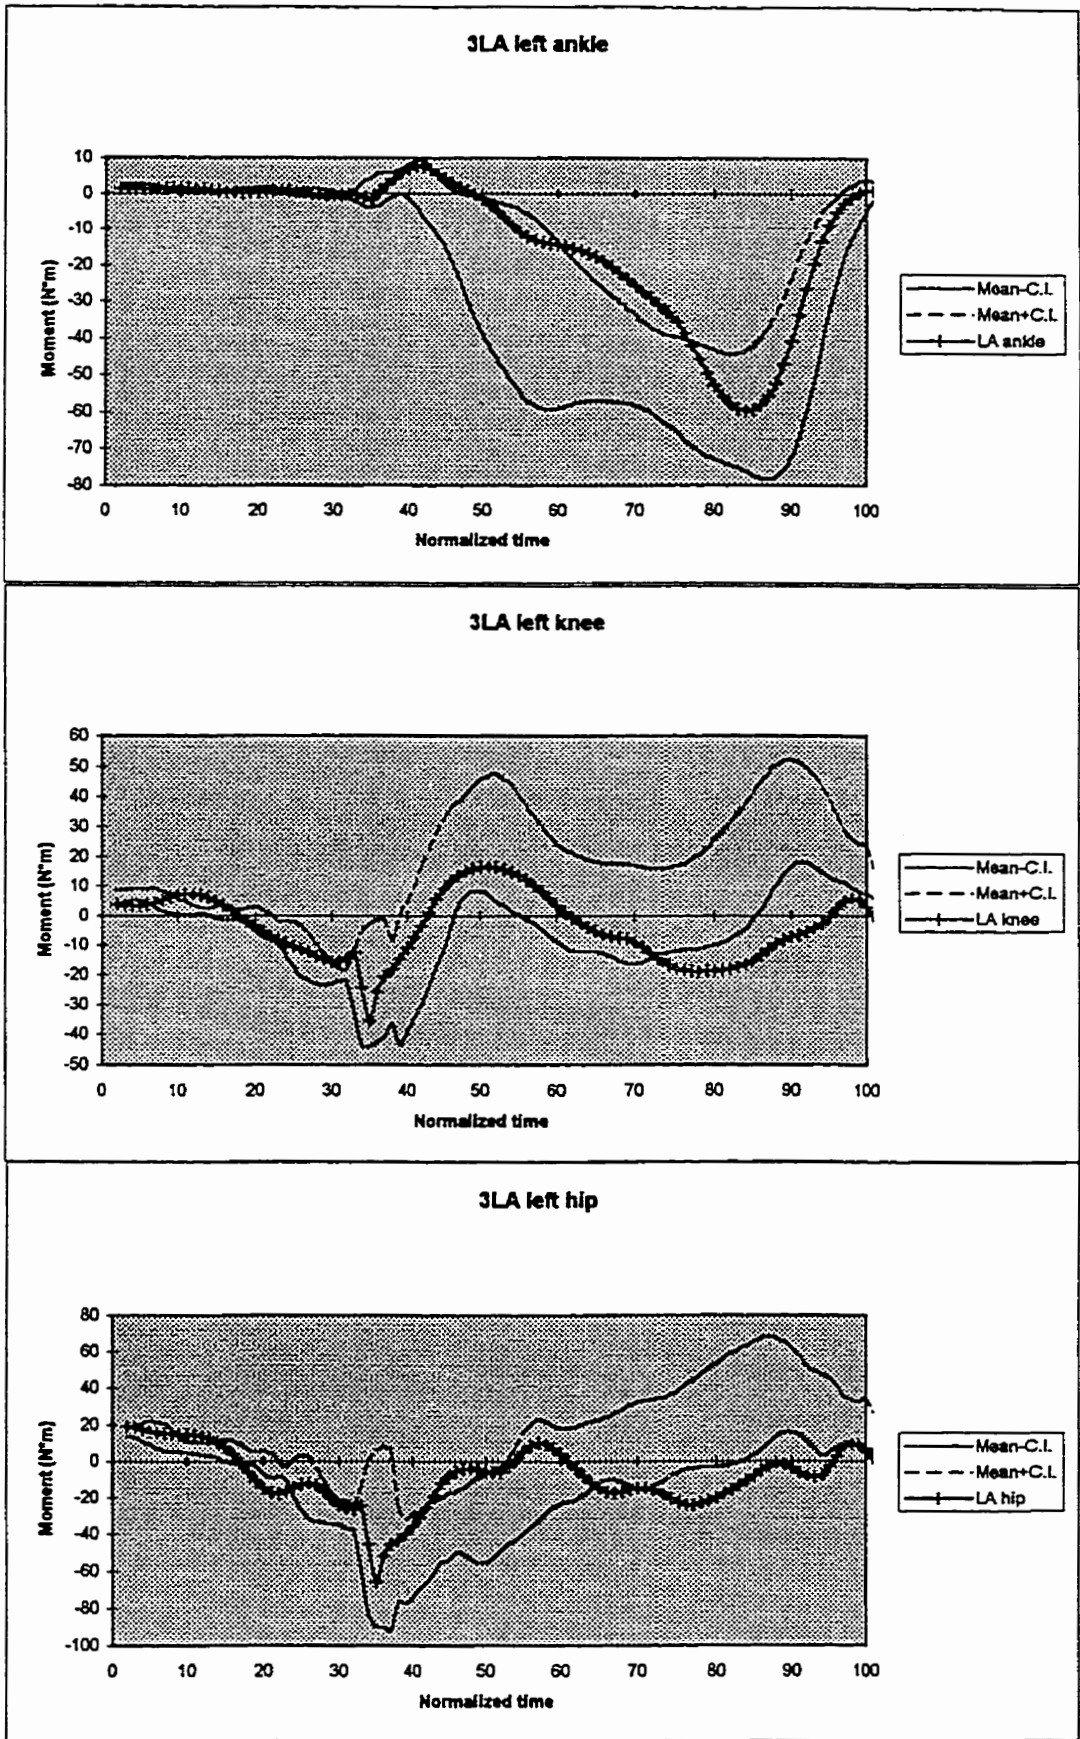 3LA left ankle
10
0
-10
-20
-30
-40
-50
-60
-70
-80
Moment (N*m)
0 10 20 30 40 50 60 70 80 90 100
Normalized time
Mean-C.I.
Mean+C.I.
LA ankle
3LA left knee
60
50
40
30
20
10
0
-10
-20
-30
-40
-50
Moment (N*m)
0 10 20 30 40 50 60 70 80 90 100
Normalized time
Mean-C.I.
Mean+C.I.
LA knee
3LA left hip
80
60
40
20
0
-20
-40
-60
-80
-100
Moment (N*m)
0 10 20 30 40 50 60 70 80 90 100
Normalized time
Mean-C.I.
Mean+C.I.
LA hip